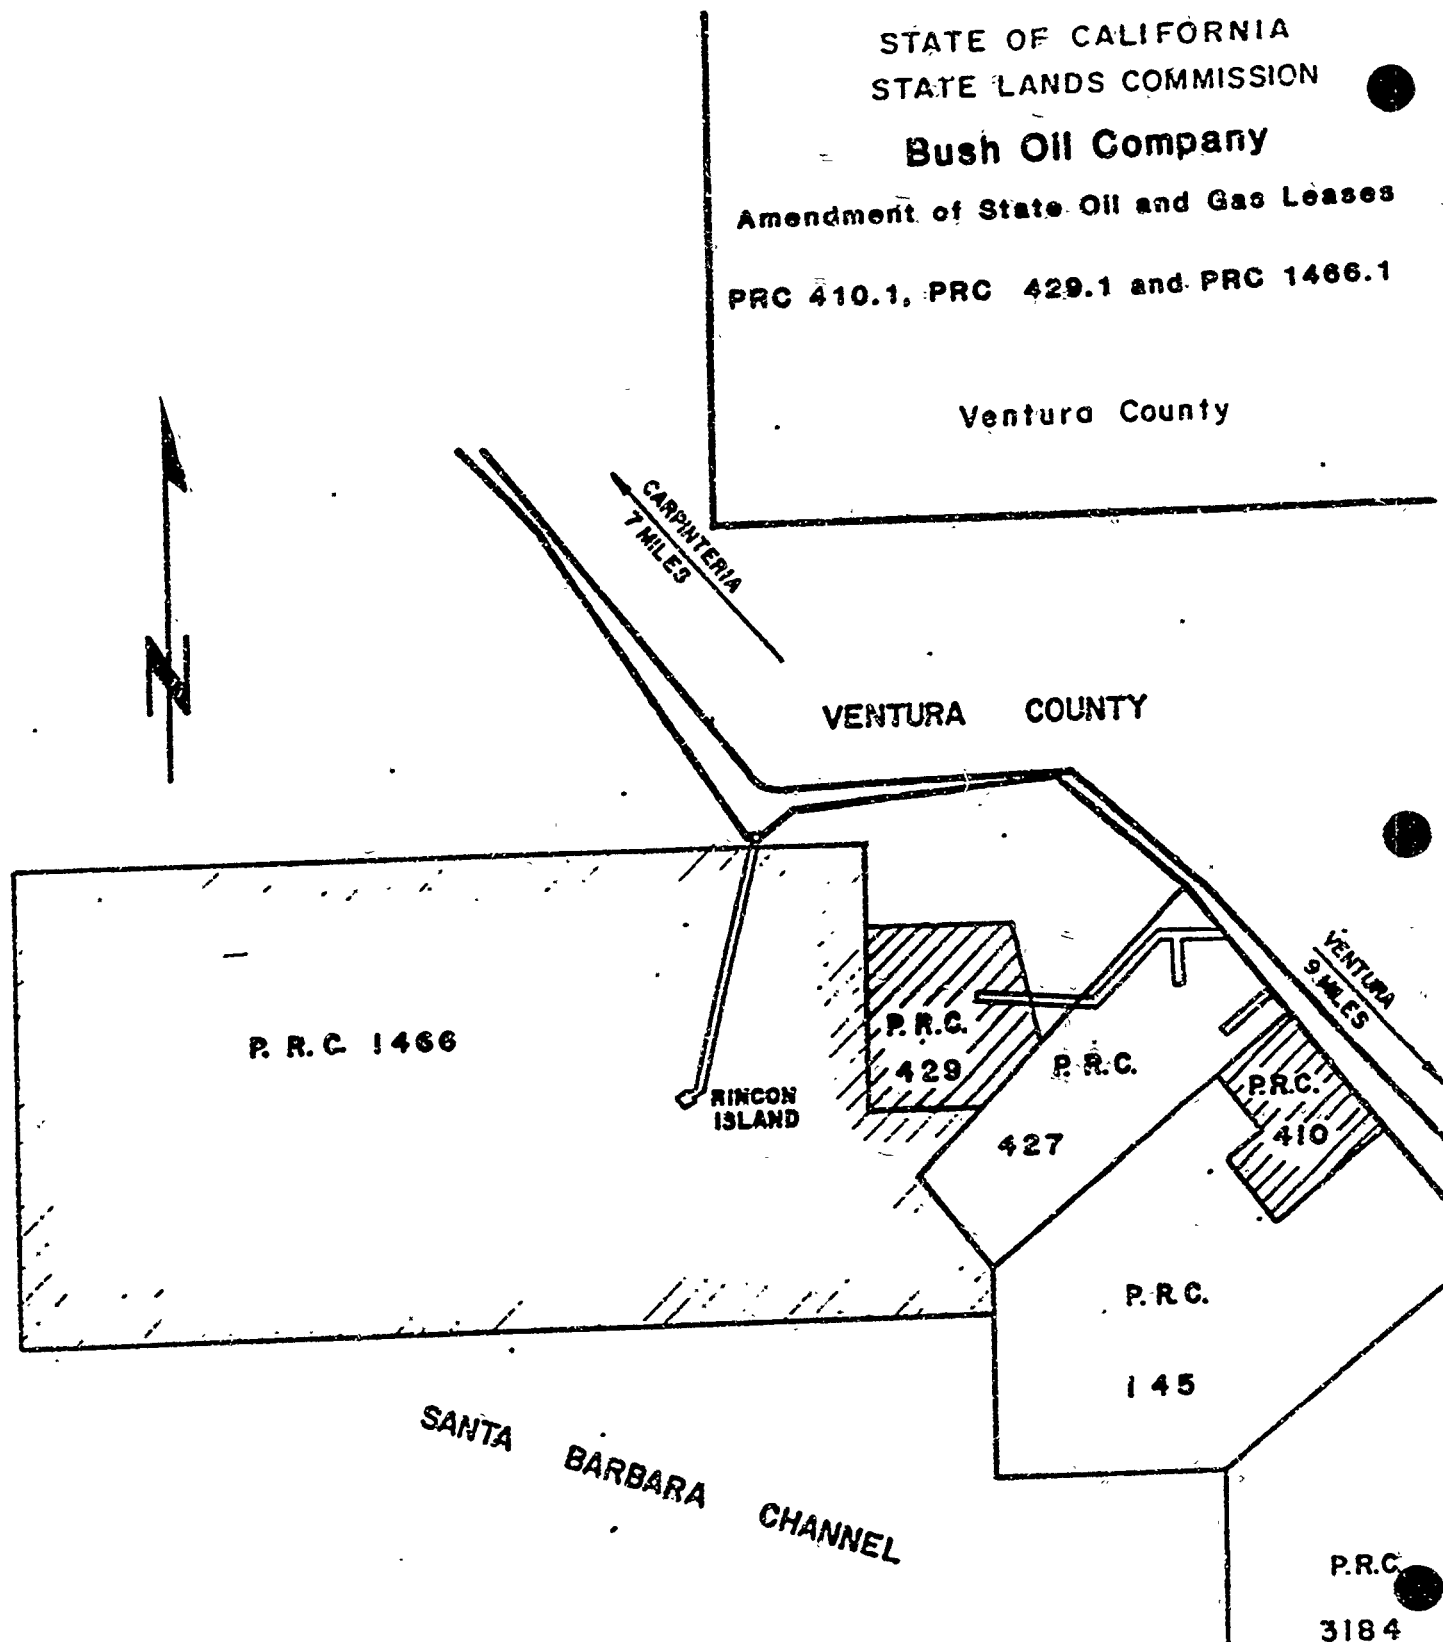 STATE OF CALIFORNIA
STATE LANDS COMMISSION
Bush Oil Company
Amendment of State Oil and Gas Leases
PRC 410.1, PRC 429.1 and PRC 1466.1
Ventura County
N
CARPINTERIA
7 MILES
VENTURA COUNTY
VENTURA
9 MILES
P. R. C. 1466
P. R. C.
429
RINCON
ISLAND
P. R. C.
427
P.R.C.
410
P. R. C.
145
SANTA BARBARA CHANNEL
P.R.C.
3184